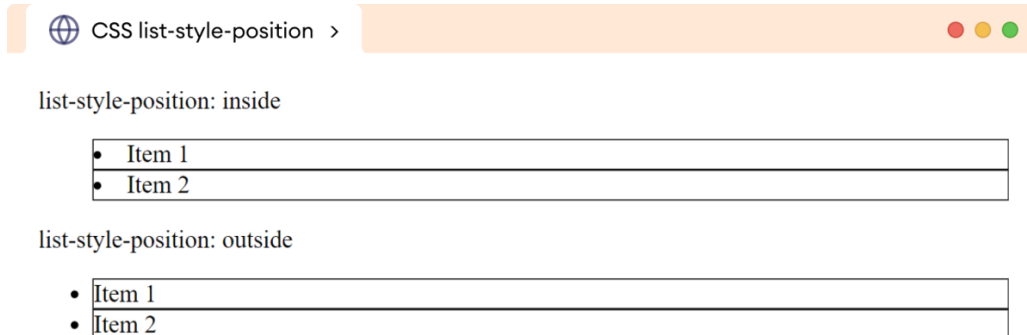 CSS list-style-position >
list-style-position: inside
• Item 1
• Item 2
list-style-position: outside
• Item 1
• Item 2